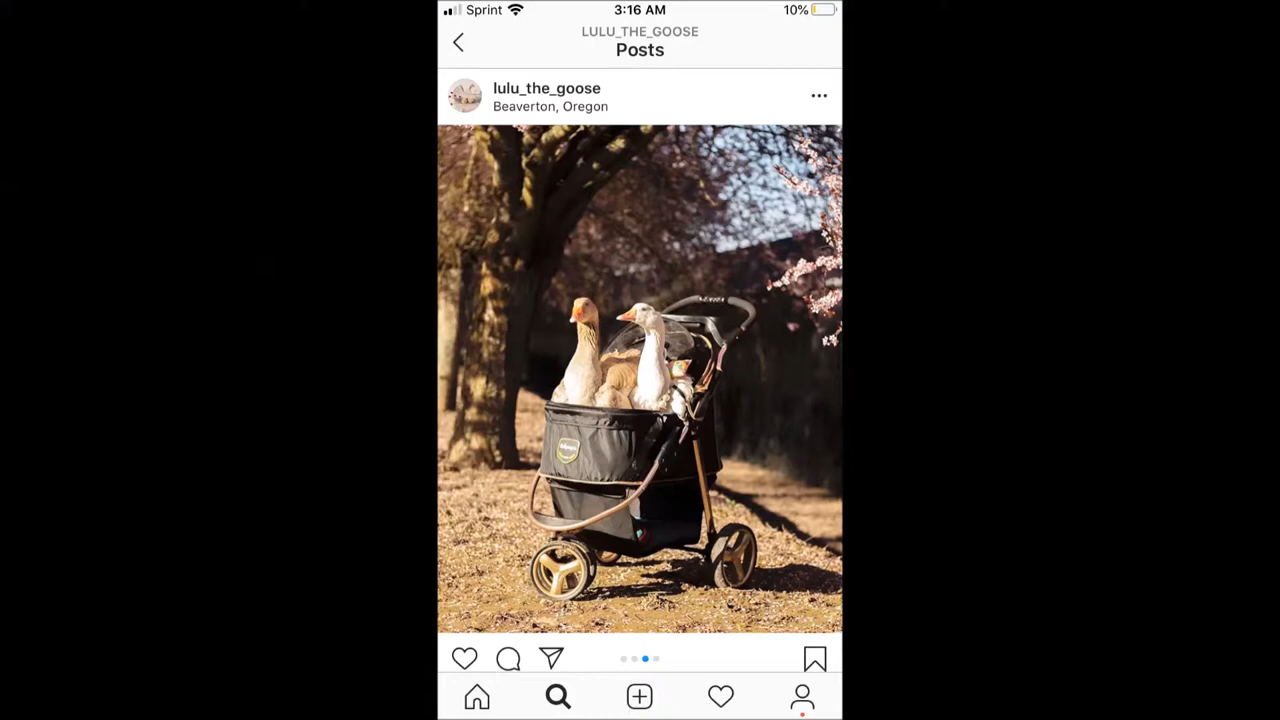 Sprint 3:16 AM 10%
LULU_THE_GOOSE
Posts
lulu_the_goose
Beaverton, Oregon